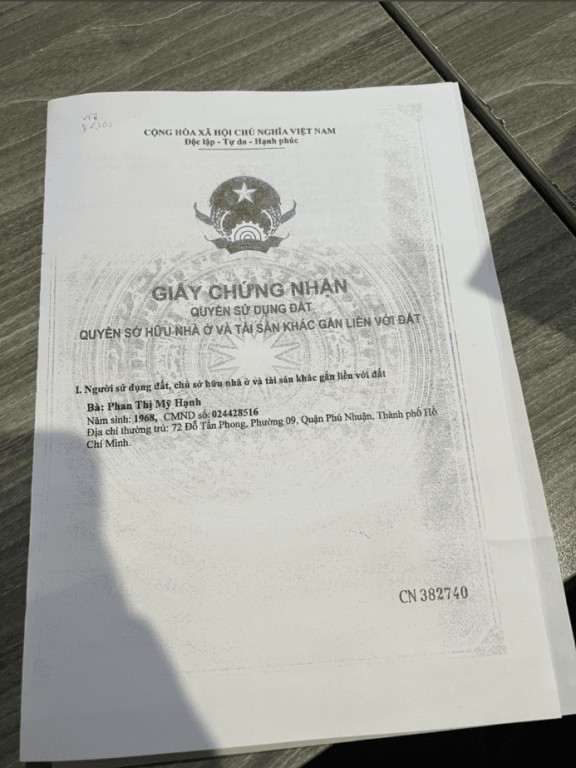 CỘNG HÒA XÃ HỘI CHỦ NGHĨA VIỆT NAM
Độc lập - Tự do - Hạnh phúc
GIẤY CHỨNG NHẬN
QUYỀN SỬ DỤNG ĐẤT
QUYỀN SỞ HỮU NHÀ Ở VÀ TÀI SẢN KHÁC GẮN LIỀN VỚI ĐẤT
I. Người sử dụng đất, chủ sở hữu nhà ở và tài sản khác gắn liền với đất
Bà: Phan Thị Mỹ Hạnh
Năm sinh: 1968, CMND số: 024428516
Địa chỉ thường trú: 72 Đỗ Tấn Phong, Phường 09, Quận Phú Nhuận, Thành phố Hồ
Chí Minh.
CN 382740